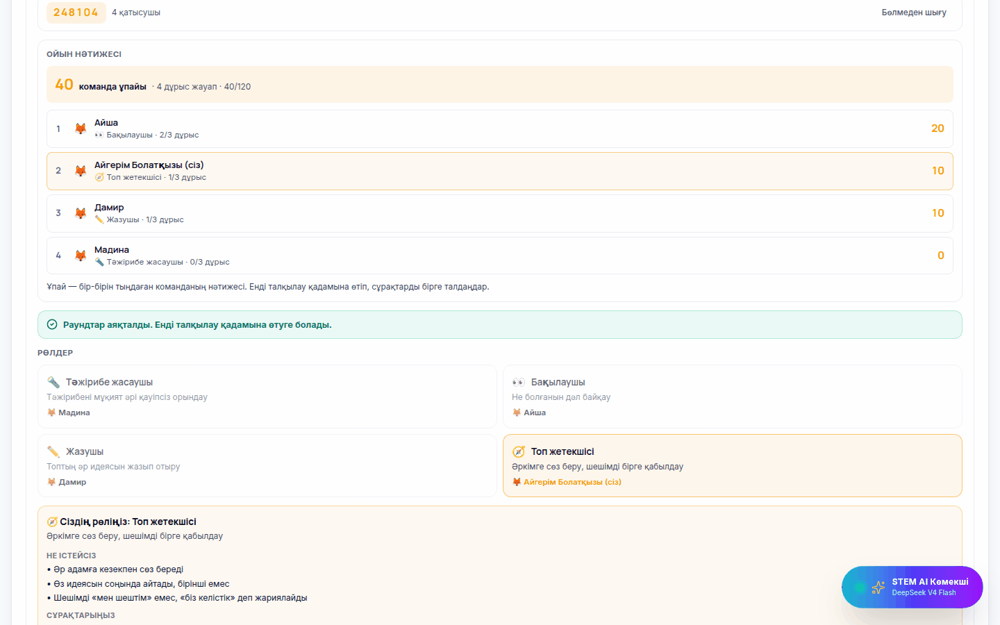 248104 4 қатысушы Бөлмеден шығу
ОЙЫН НӘТИЖЕСІ
40 команда ұпайы · 4 дұрыс жауап · 40/120
1 Айша 20
Бақылаушы · 2/3 дұрыс
2 Айгерім Болатқызы (сіз) 10
Топ жетекшісі · 1/3 дұрыс
3 Дамир 10
Жазушы · 1/3 дұрыс
4 Мадина 0
Тәжірибе жасаушы · 0/3 дұрыс
Ұпай — бір-бірін тыңдаған команданың нәтижесі. Енді талқылау қадамына өтіп, сұрақтарды бірге талдаңдар.
Раундтар аяқталды. Енді талқылау қадамына өтуге болады.
РӨЛДЕР
Тәжірибе жасаушы
Тәжірибені мұқият әрі қауіпсіз орындау
Мадина
Бақылаушы
Не болғанын дәл байқау
Айша
Жазушы
Топтың әр идеясын жазып отыру
Дамир
Топ жетекшісі
Әркімге сөз беру, шешімді бірге қабылдау
Айгерім Болатқызы (сіз)
Сіздің рөліңіз: Топ жетекшісі
Әркімге сөз беру, шешімді бірге қабылдау
НЕ ІСТЕЙСІЗ
• Әр адамға кезекпен сөз береді
• Өз идеясын соңында айтады, бірінші емес
• Шешімді «мен шештім» емес, «біз келістік» деп жариялайды
СҰРАҚТАРЫҢЫЗ
STEM AI Көмекші
DeepSeek V4 Flash